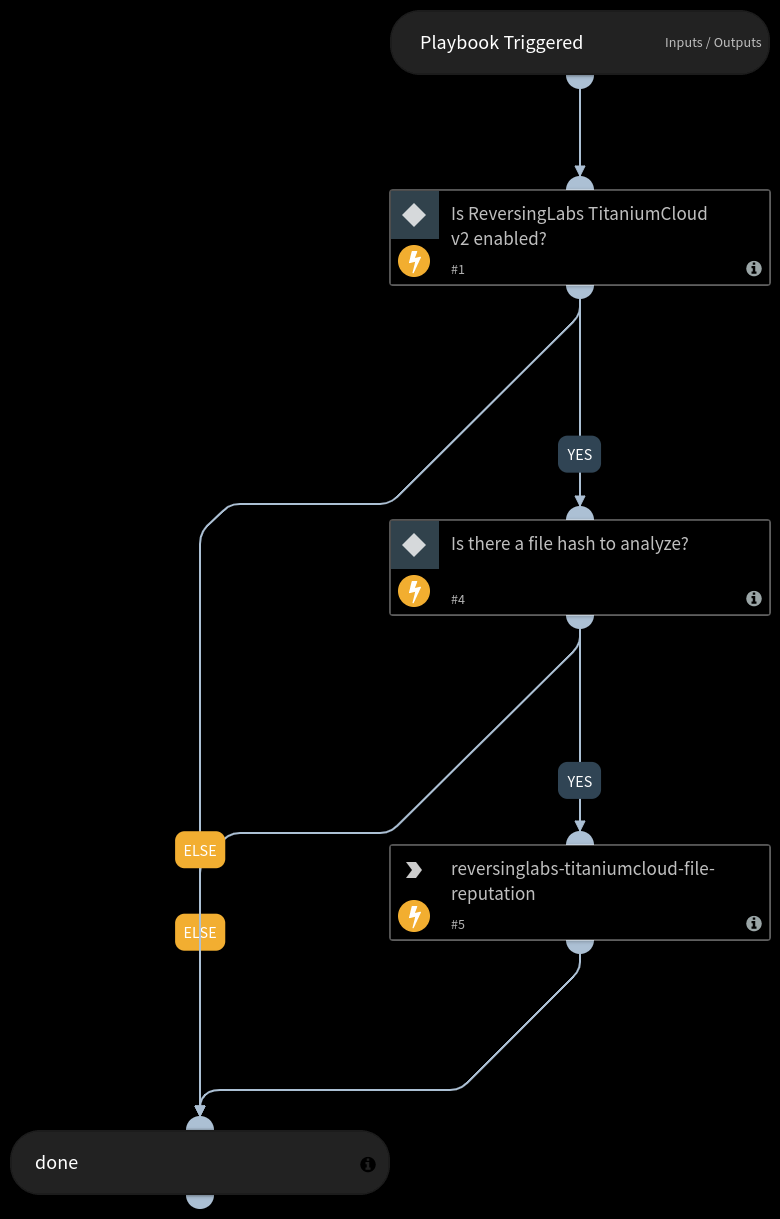 Playbook Triggered
Inputs / Outputs
Is ReversingLabs TitaniumCloud
v2 enabled?
#1
YES
Is there a file hash to analyze?
#4
YES
ELSE
reversinglabs-titaniumcloud-file-
reputation
#5
ELSE
done